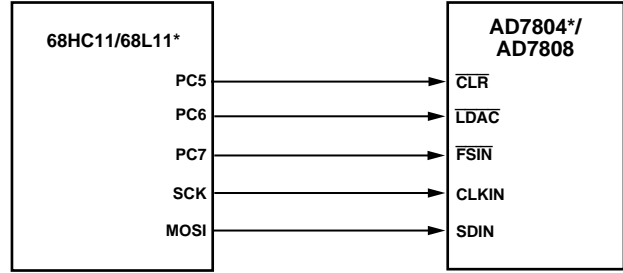 68HC11/68L11*
PC5
PC6
PC7
SCK
MOSI
AD7804*/
AD7808
CLR
LDAC
FSIN
CLKIN
SDIN